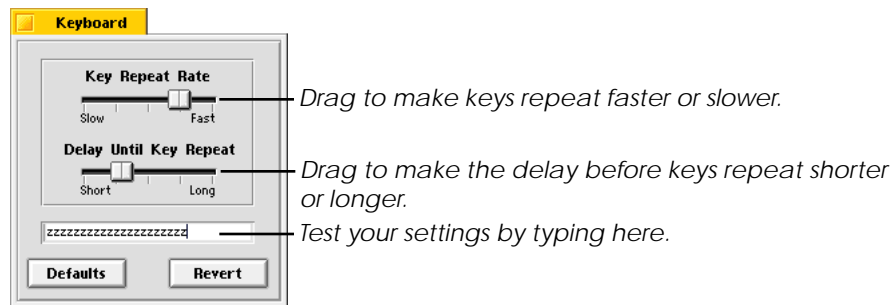 Keyboard
Key Repeat Rate
Slow Fast
Drag to make keys repeat faster or slower.
Delay Until Key Repeat
Short Long
Drag to make the delay before keys repeat shorter
or longer.
zzzzzzzzzzzzzzzzzzzzz
Test your settings by typing here.
Defaults Revert